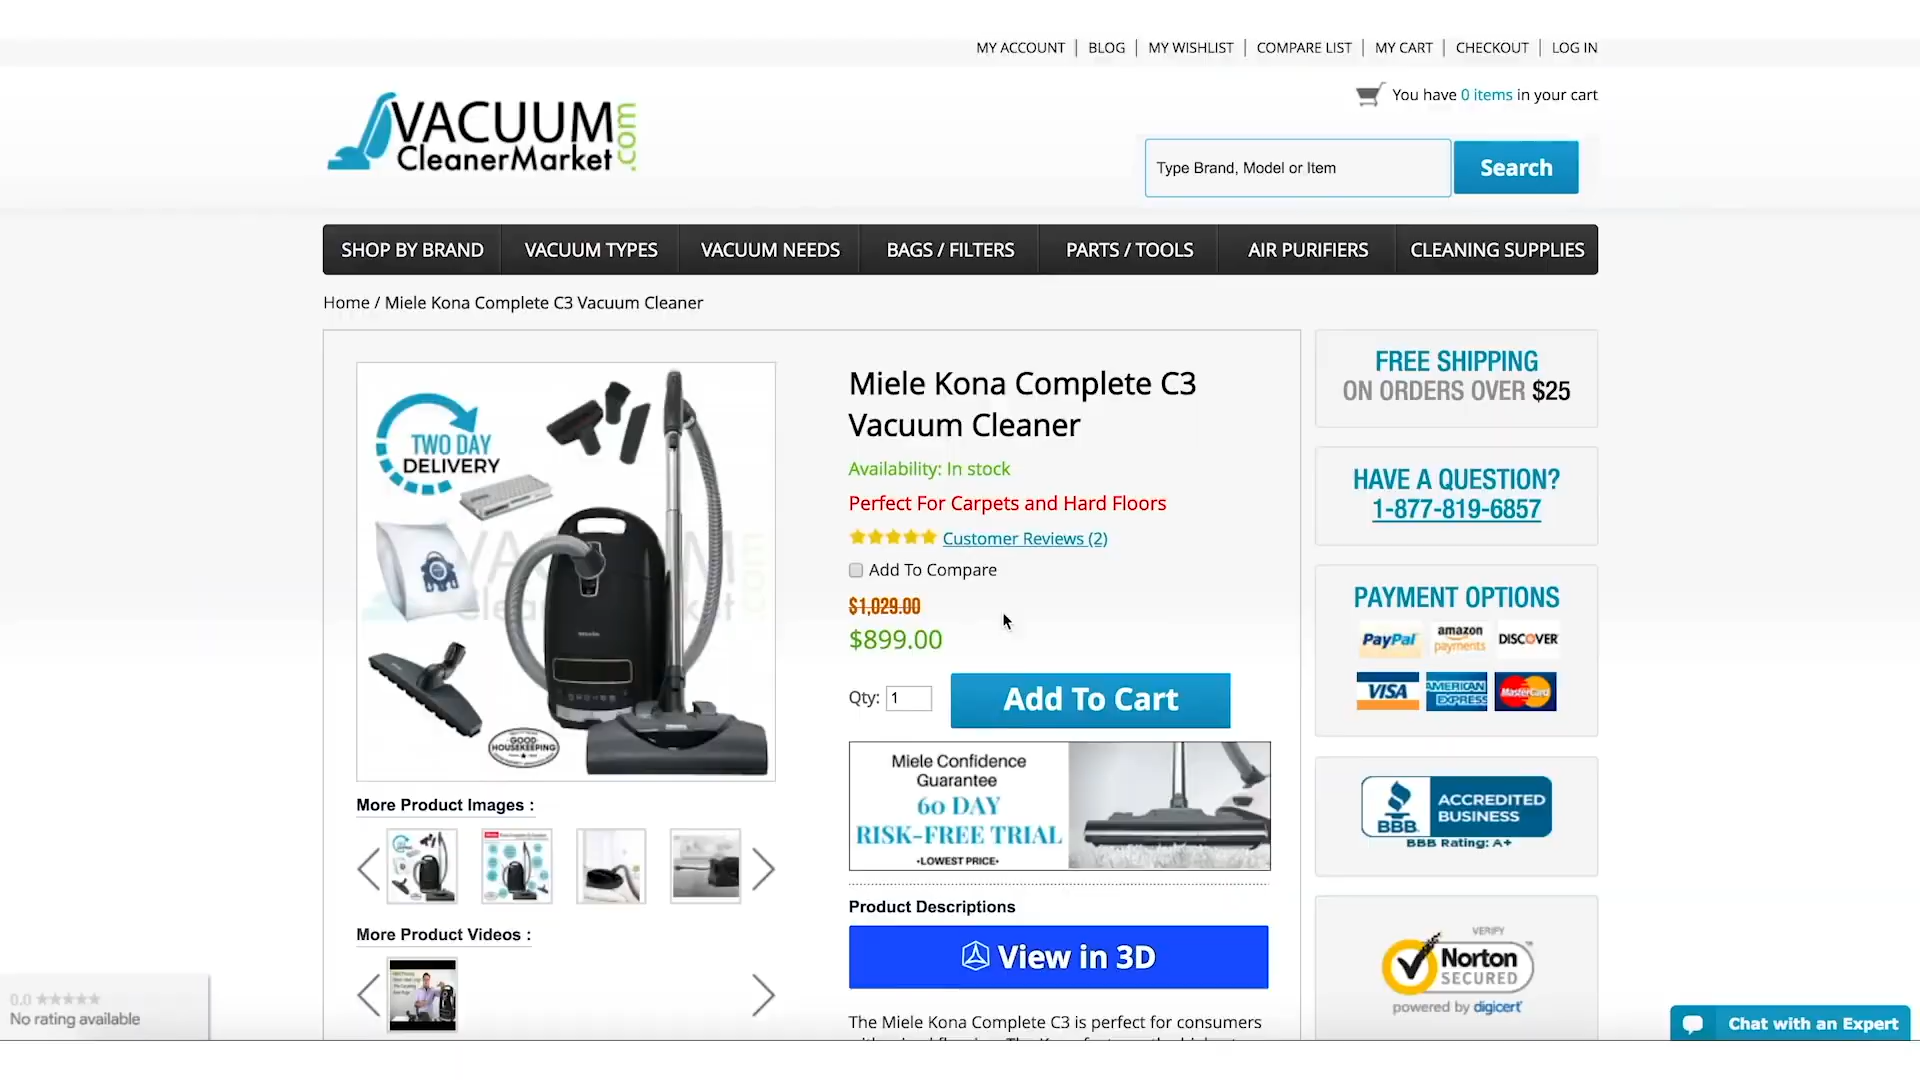 MY ACCOUNT | BLOG | MY WISHLIST | COMPARE LIST | MY CART | CHECKOUT | LOG IN
VACUUM
CleanerMarket
.com
You have 0 items in your cart
Type Brand, Model or Item
Search
SHOP BY BRAND
VACUUM TYPES
VACUUM NEEDS
BAGS / FILTERS
PARTS / TOOLS
AIR PURIFIERS
CLEANING SUPPLIES
Home / Miele Kona Complete C3 Vacuum Cleaner
TWO DAY
DELIVERY
GOOD
HOUSEKEEPING
More Product Images :
More Product Videos :
Miele Kona Complete C3
Vacuum Cleaner
Availability: In stock
Perfect For Carpets and Hard Floors
Customer Reviews (2)
Add To Compare
$1,029.00
$899.00
Qty: 1
Add To Cart
Miele Confidence
Guarantee
60 DAY
RISK-FREE TRIAL
•LOWEST PRICE•
Product Descriptions
View in 3D
The Miele Kona Complete C3 is perfect for consumers
FREE SHIPPING
ON ORDERS OVER $25
HAVE A QUESTION?
1-877-819-6857
PAYMENT OPTIONS
PayPal
amazon
payments
DISCOVER
VISA
AMERICAN
EXPRESS
MasterCard
BBB
ACCREDITED
BUSINESS
BBB Rating: A+
VERIFY
Norton
SECURED
powered by digicert
0.0
No rating available
Chat with an Expert